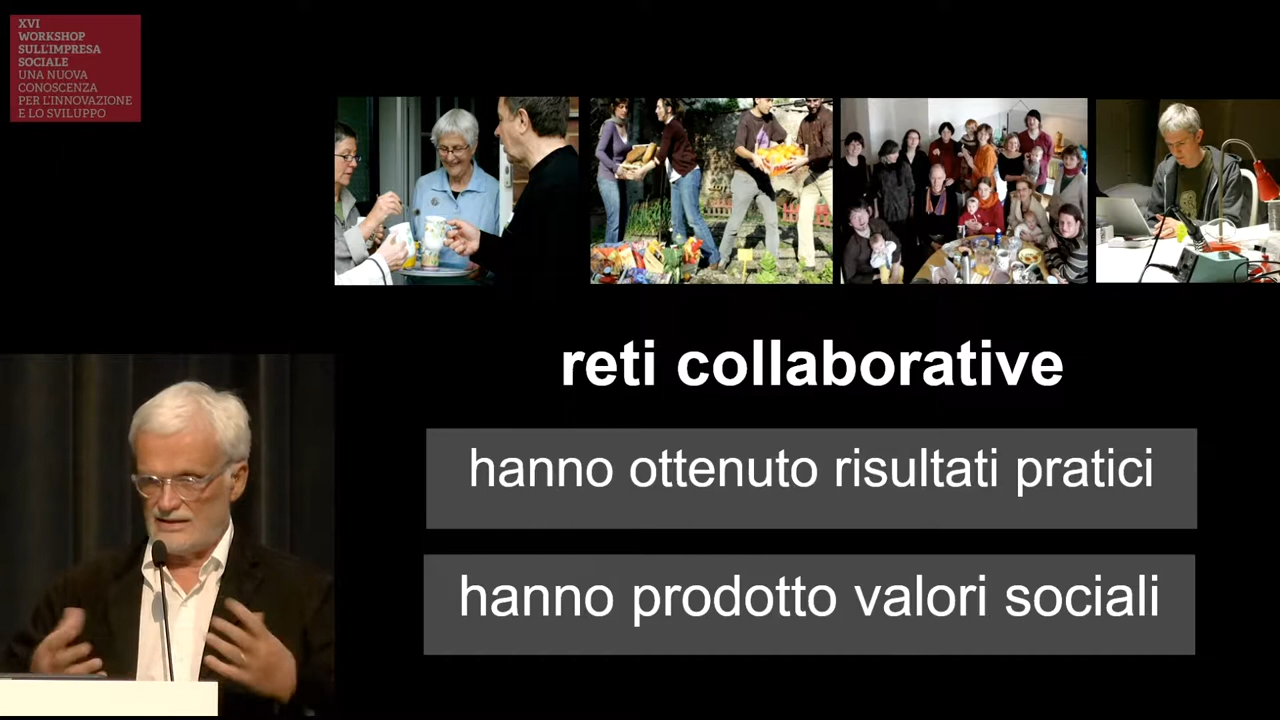 XVI
WORKSHOP
SULL'IMPRESA
SOCIALE
UNA NUOVA
CONOSCENZA
PER L'INNOVAZIONE
E LO SVILUPPO
reti collaborative
hanno ottenuto risultati pratici
hanno prodotto valori sociali